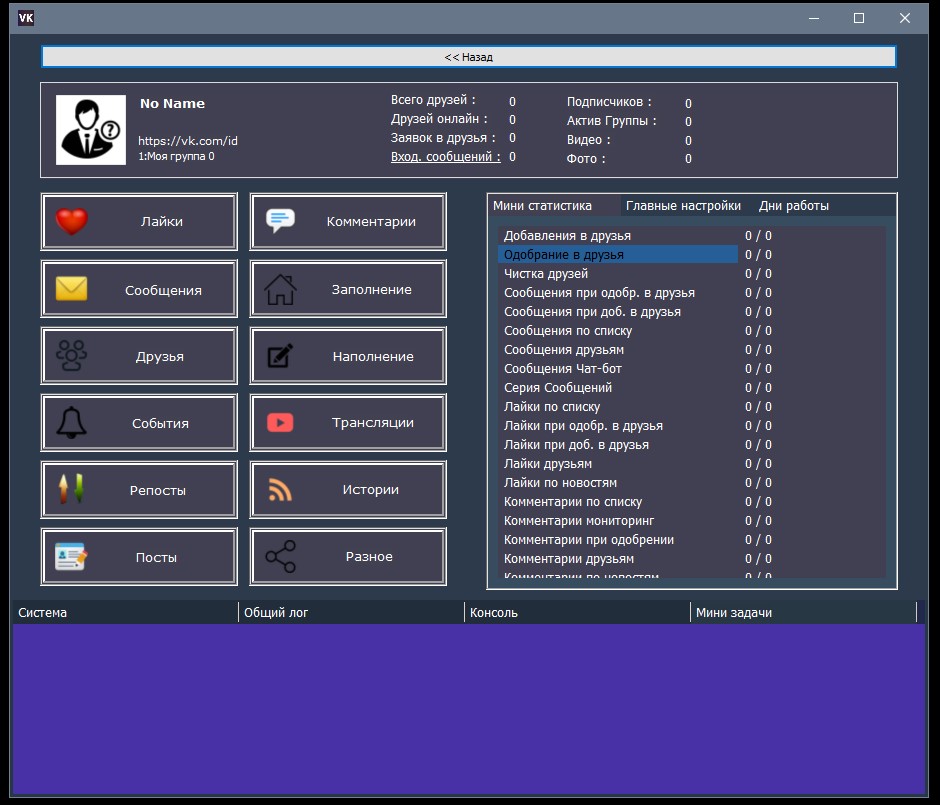 VK
<< Назад
No Name
https://vk.com/id
1:Моя группа 0
Всего друзей : 0
Друзей онлайн : 0
Заявок в друзья : 0
Вход. сообщений : 0
Подписчиков : 0
Актив Группы : 0
Видео : 0
Фото : 0
Лайки
Комментарии
Сообщения
Заполнение
Друзья
Наполнение
События
Трансляции
Репосты
Истории
Посты
Разное
Мини статистика Главные настройки Дни работы
Добавления в друзья 0 / 0
Одобрание в друзья 0 / 0
Чистка друзей 0 / 0
Сообщения при одобр. в друзья 0 / 0
Сообщения при доб. в друзья 0 / 0
Сообщения по списку 0 / 0
Сообщения друзьям 0 / 0
Сообщения Чат-бот 0 / 0
Серия Сообщений 0 / 0
Лайки по списку 0 / 0
Лайки при одобр. в друзья 0 / 0
Лайки при доб. в друзья 0 / 0
Лайки друзьям 0 / 0
Лайки по новостям 0 / 0
Комментарии по списку 0 / 0
Комментарии мониторинг 0 / 0
Комментарии при одобрении 0 / 0
Комментарии друзьям 0 / 0
Комментарии по новостям 0 / 0
Система Общий лог Консоль Мини задачи